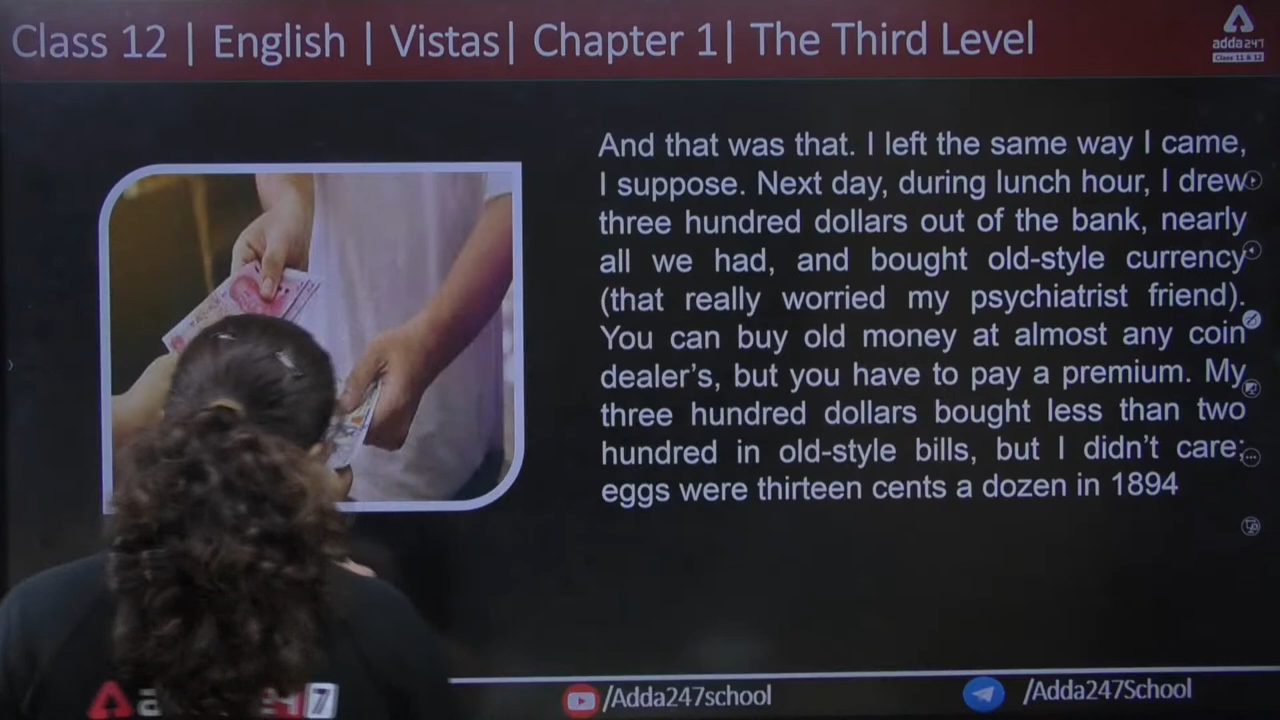 Class 12 | English | Vistas| Chapter 1| The Third Level
adda247
Class 11 & 12
And that was that. I left the same way I came,
I suppose. Next day, during lunch hour, I drew
three hundred dollars out of the bank, nearly
all we had, and bought old-style currency
(that really worried my psychiatrist friend).
You can buy old money at almost any coin
dealer's, but you have to pay a premium. My
three hundred dollars bought less than two
hundred in old-style bills, but I didn't care;
eggs were thirteen cents a dozen in 1894
/Adda247school
/Adda247School
a 7